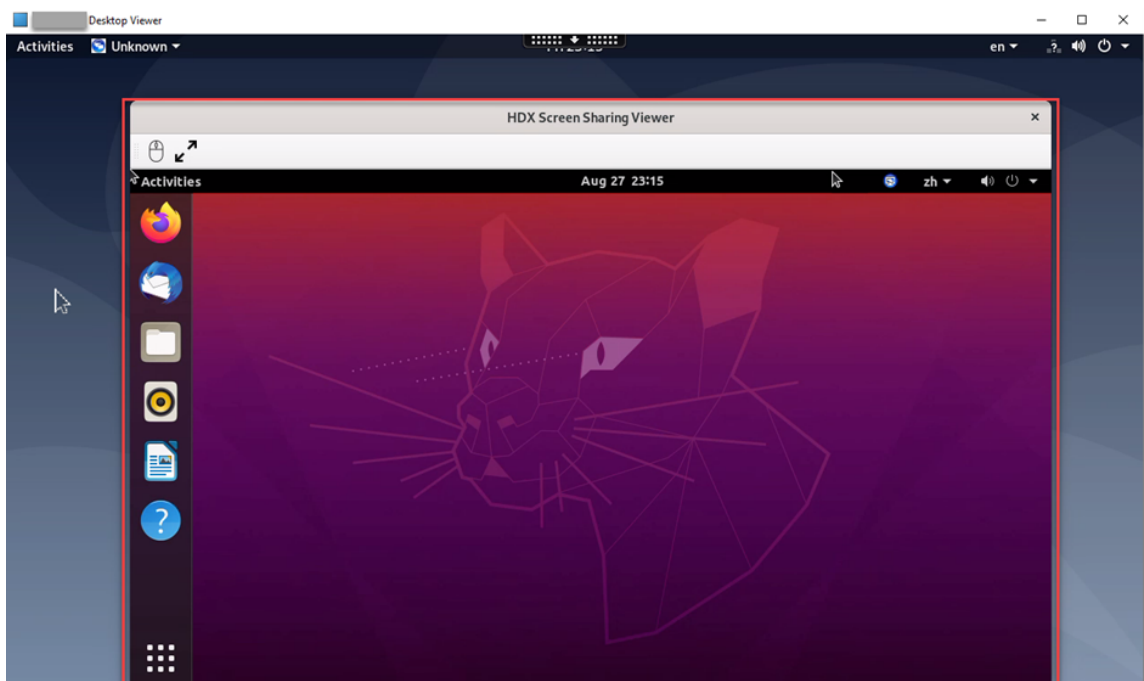 Desktop Viewer
Activities Unknown en
HDX Screen Sharing Viewer
Activities Aug 27 23:15 zh
?